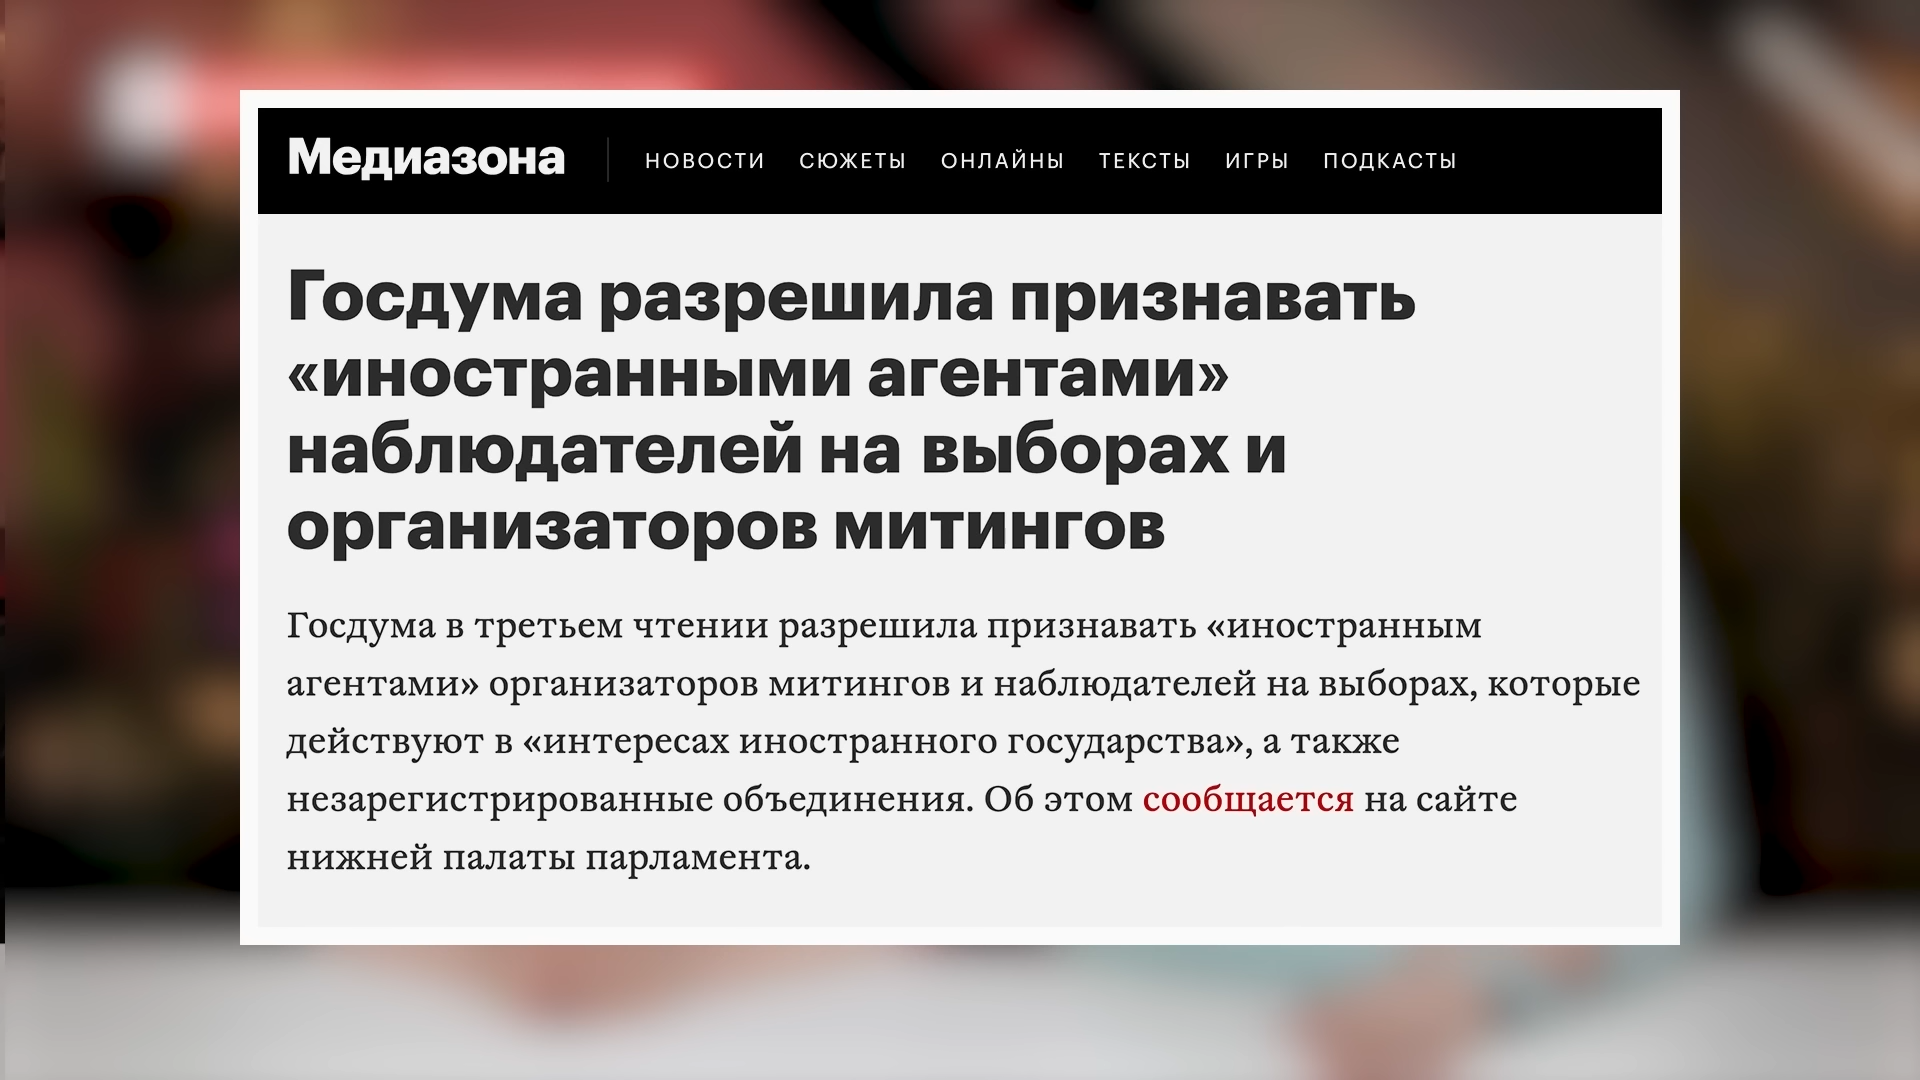 Медиазона
НОВОСТИ СЮЖЕТЫ ОНЛАЙНЫ ТЕКСТЫ ИГРЫ ПОДКАСТЫ
Госдума разрешила признавать
«иностранными агентами»
наблюдателей на выборах и
организаторов митингов
Госдума в третьем чтении разрешила признавать «иностранным
агентами» организаторов митингов и наблюдателей на выборах, которые
действуют в «интересах иностранного государства», а также
незарегистрированные объединения. Об этом сообщается на сайте
нижней палаты парламента.